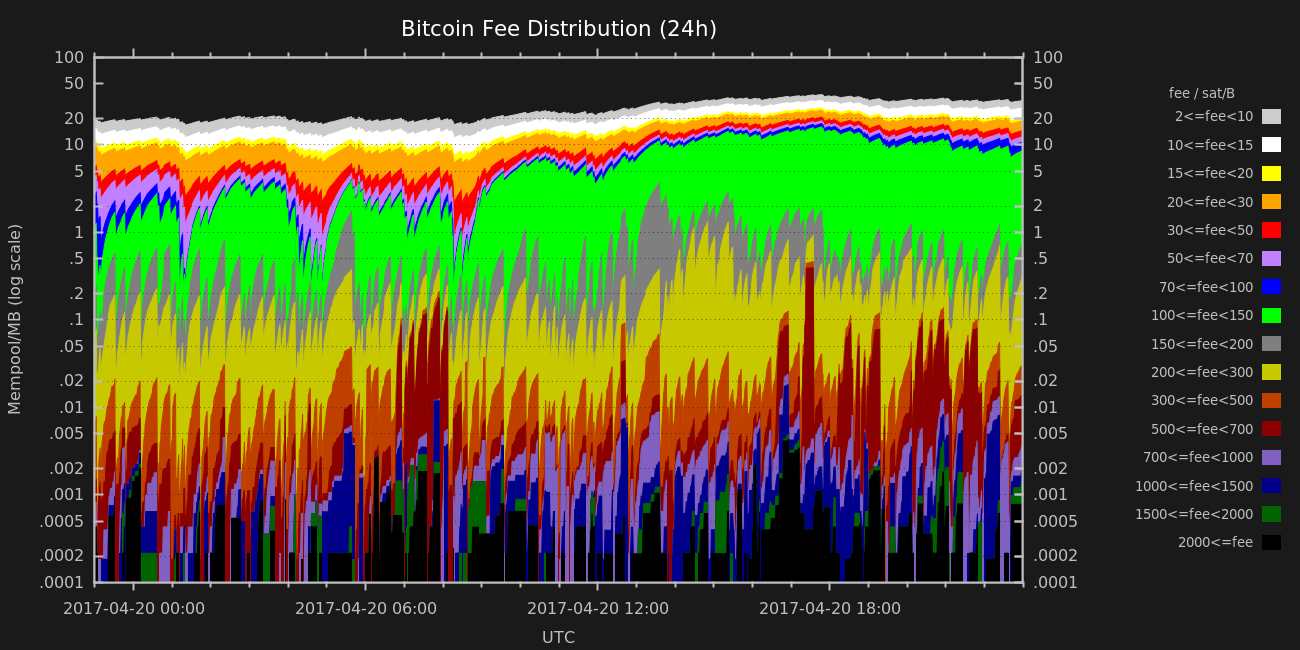 Bitcoin Fee Distribution (24h)
100
50
20
10
5
2
1
.5
.2
.1
.05
.02
.01
.005
.002
.001
.0005
.0002
.0001
Mempool/MB (log scale)
100
50
20
10
5
2
1
.5
.2
.1
.05
.02
.01
.005
.002
.001
.0005
.0002
.0001
2017-04-20 00:00
2017-04-20 06:00
2017-04-20 12:00
2017-04-20 18:00
UTC
fee / sat/B
2<=fee<10
10<=fee<15
15<=fee<20
20<=fee<30
30<=fee<50
50<=fee<70
70<=fee<100
100<=fee<150
150<=fee<200
200<=fee<300
300<=fee<500
500<=fee<700
700<=fee<1000
1000<=fee<1500
1500<=fee<2000
2000<=fee